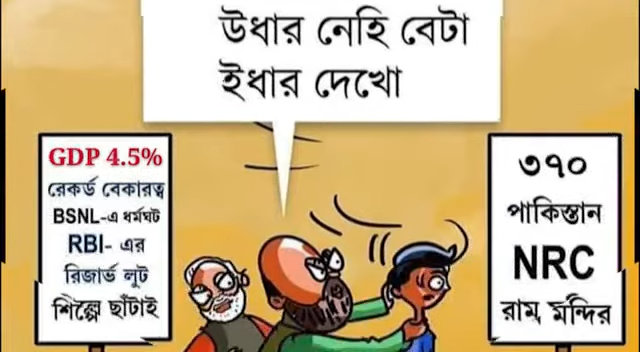 উধার নেহি বেটা
ইধার দেখো
GDP 4.5%
রেকর্ড বেকারত্ব
BSNL-এ ধর্মঘট
RBI- এর
রিজার্ভ লুট
শিল্পে ছাঁটাই
৩৭০
পাকিস্তান
NRC
রাম মন্দির